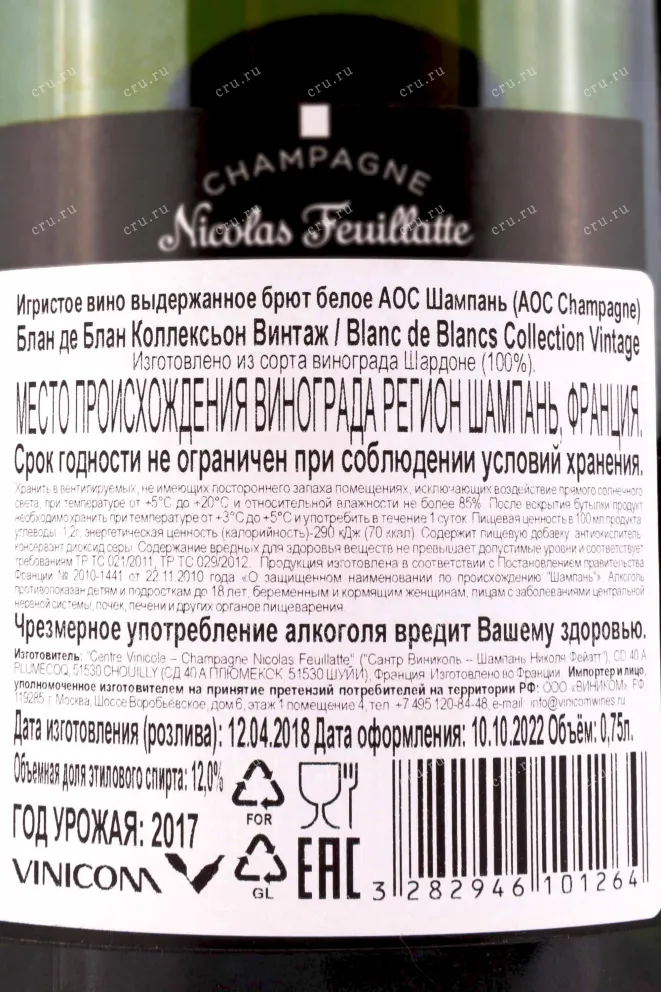 CHAMPAGNE
Nicolas Feuillatte
Игристое вино выдержанное брют белое АОС Шампань (AOC Champagne)
Блан де Блан Коллексьон Винтаж / Blanc de Blancs Collection Vintage
Изготовлено из сорта винограда Шардоне (100%).
МЕСТО ПРОИСХОЖДЕНИЯ ВИНОГРАДА РЕГИОН ШАМПАНЬ, ФРАНЦИЯ.
Срок годности не ограничен при соблюдении условий хранения.
Хранить в вентилируемых, не имеющих постороннего запаха помещениях, исключающих воздействие прямого солнечного
света, при температуре от +5°C до +20°C и относительной влажности не более 85%. После вскрытия бутылки продукт
необходимо хранить при температуре от +3°C до +5°C и употребить в течение 1 суток. Пищевая ценность в 100 мл продукта:
углеводы -1,2г, энергетическая ценность (калорийность)-290 кДж (70 ккал). Содержит пищевую добавку: антиокислитель,
консервант диоксид серы. Содержание вредных для здоровья веществ не превышает допустимые уровни и соответствует
требованиям ТР ТС 021/2011, ТР ТС 029/2012. Продукция изготовлена в соответствии с Постановлением правительства
Франции № 2010-1441 от 22.11.2010 года «О защищенном наименовании по происхождению "Шампань"». Алкоголь
противопоказан детям и подросткам до 18 лет, беременным и кормящим женщинам, лицам с заболеваниями центральной
нервной системы, почек, печени и других органов пищеварения.
Чрезмерное употребление алкоголя вредит Вашему здоровью.
Изготовитель: "Centre Vinicole – Champagne Nicolas Feuillatte" ("Сантр Виниколь – Шампань Николя Фейатт"), CD 40 A
PLUMECOQ, 51530 CHOUILLY (СД 40 А ПЛЮМЕКОК, 51530 ШУЙИ), Франция. Изготовлено во Франции. Импортер и лицо,
уполномоченное изготовителем на принятие претензий потребителей на территории РФ: ООО «ВИНИКОМ», РФ,
119285, г. Москва, Шоссе Воробьёвское, дом 6, этаж 1 помещение 4, тел. +7 495 120-84-48, e-mail: info@vinicomwines.ru
Дата изготовления (розлива): 12.04.2018 Дата оформления: 10.10.2022 Объём: 0,75л.
Объемная доля этилового спирта: 12,0%
FOR
ГОД УРОЖАЯ: 2017
VINICOM
GL
EAC
3 282946 101264
cru.ru